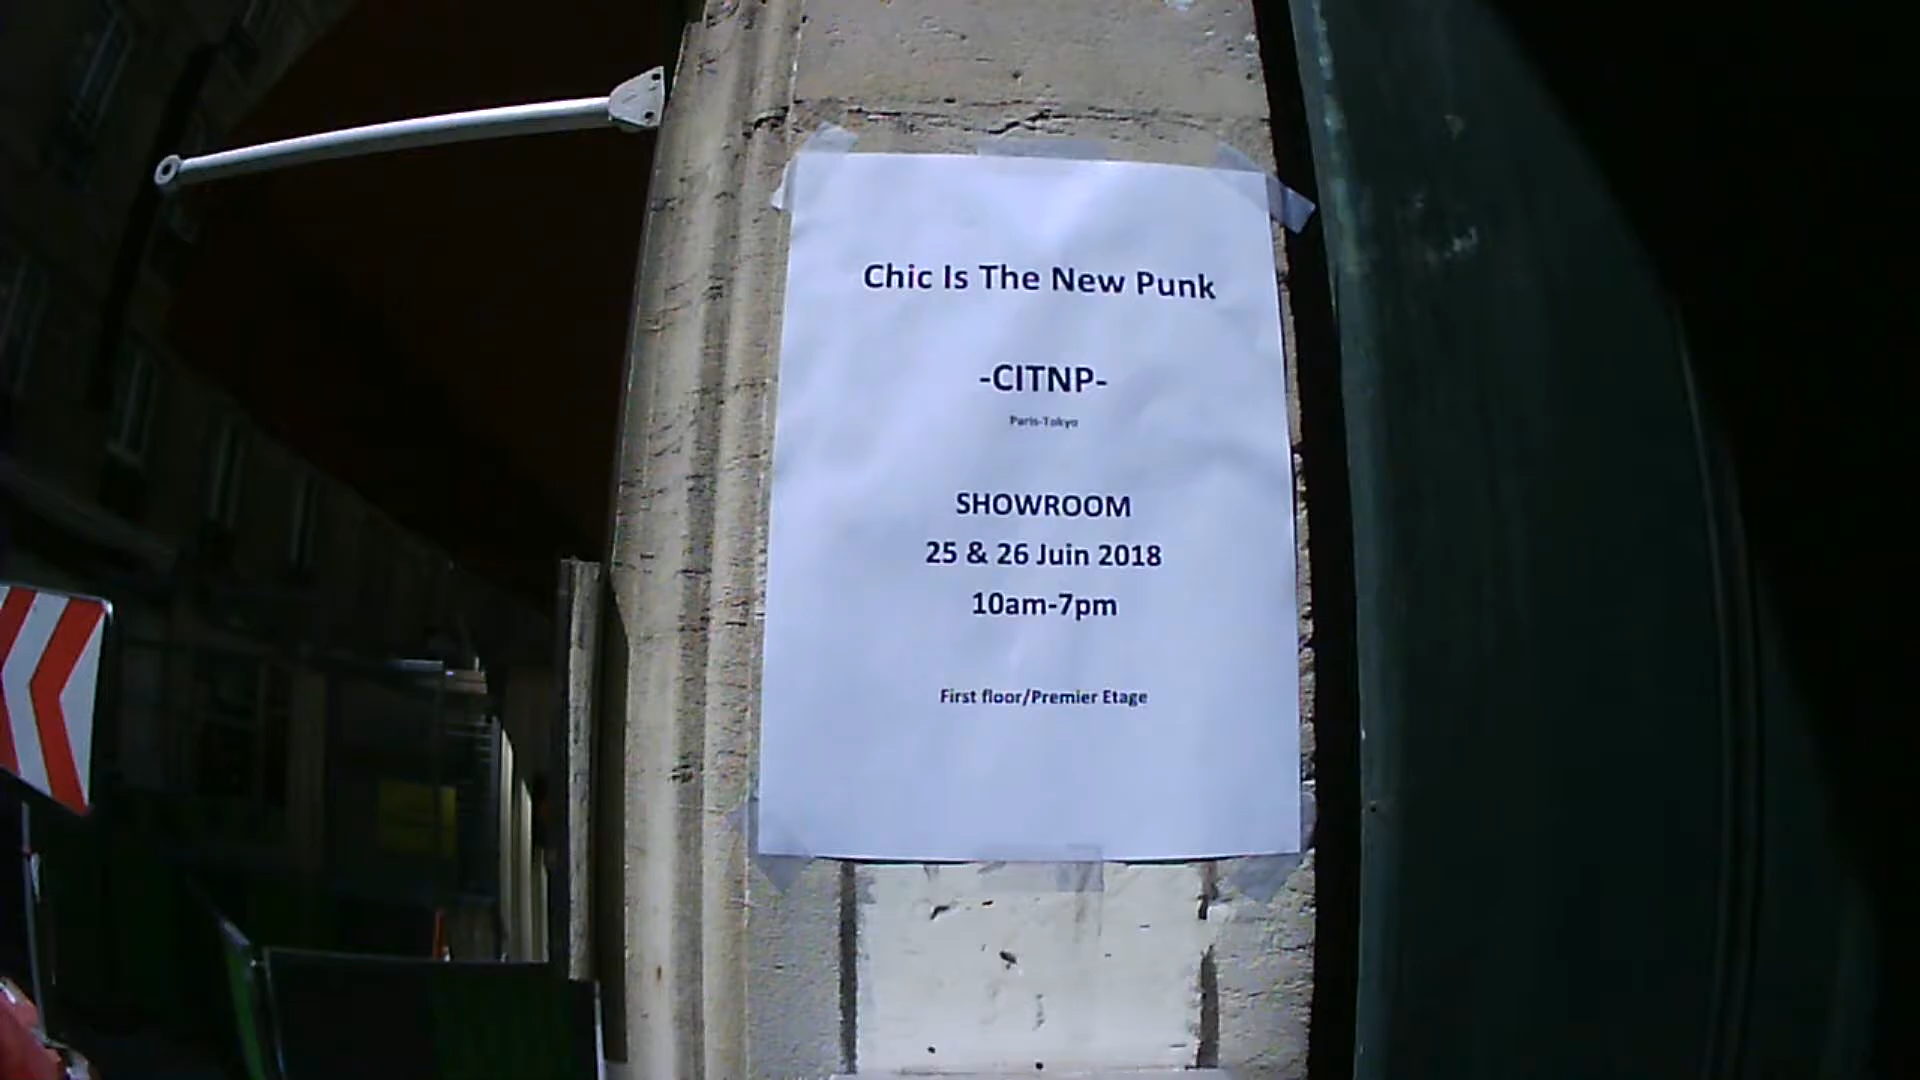 Chic Is The New Punk
-CITNP-
Paris-Tokyo
SHOWROOM
25 & 26 Juin 2018
10am-7pm
First floor/Premier Etage